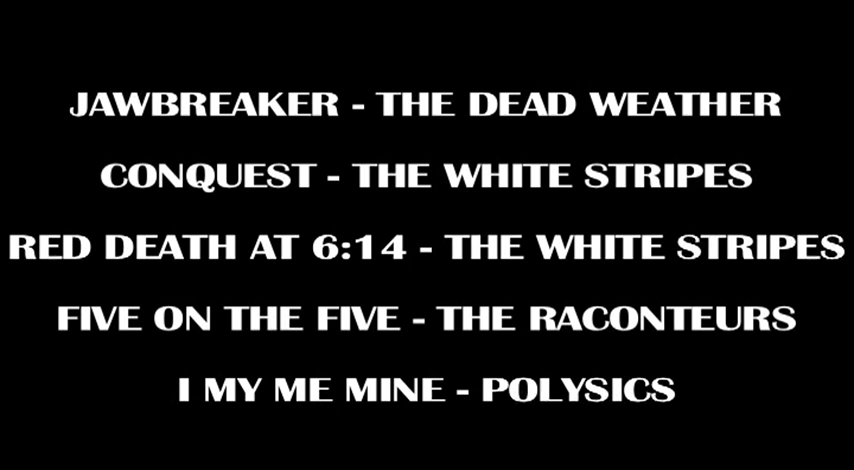 JAWBREAKER - THE DEAD WEATHER
CONQUEST - THE WHITE STRIPES
RED DEATH AT 6:14 - THE WHITE STRIPES
FIVE ON THE FIVE - THE RACONTEURS
I MY ME MINE - POLYSICS